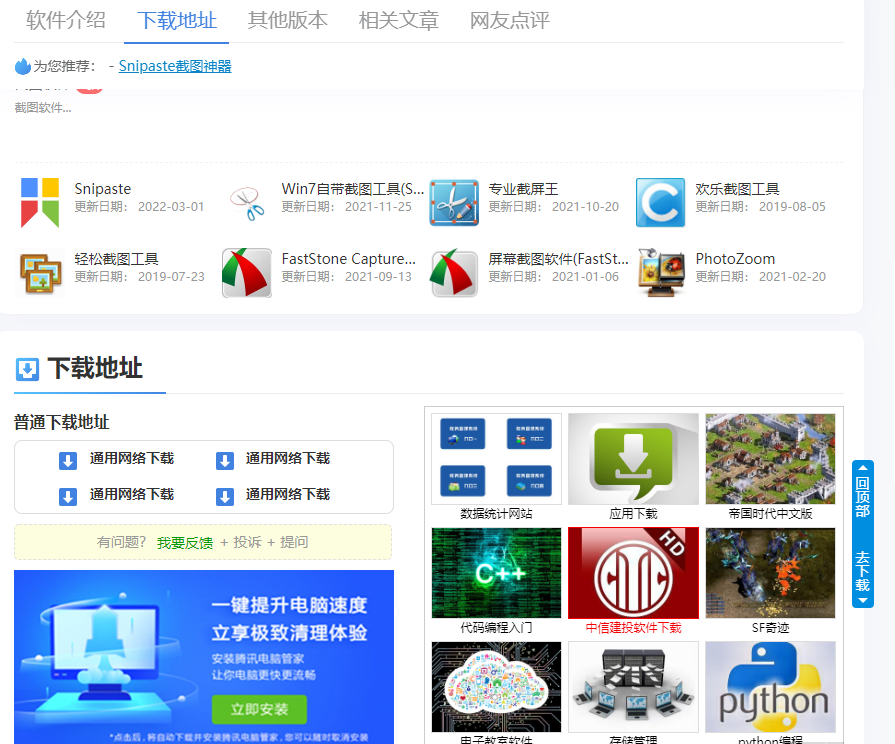 软件介绍 下载地址 其他版本 相关文章 网友点评
为您推荐： - Snipaste截图神器
截图软件...
Snipaste
更新日期： 2022-03-01
Win7自带截图工具(S...
更新日期： 2021-11-25
专业截屏王
更新日期： 2021-10-20
欢乐截图工具
更新日期： 2019-08-05
轻松截图工具
更新日期： 2019-07-23
FastStone Capture...
更新日期： 2021-09-13
屏幕截图软件(FastSt...
更新日期： 2021-01-06
PhotoZoom
更新日期： 2021-02-20
下载地址
普通下载地址
通用网络下载 通用网络下载
通用网络下载 通用网络下载
有问题？ 我要反馈 + 投诉 + 提问
一键提升电脑速度
立享极致清理体验
安装腾讯电脑管家
让你电脑更快更流畅
立即安装
*点击后，将自动下载并安装腾讯电脑管家，您可以随时取消安装
数据统计网站 应用下载 帝国时代中文版
C++
HD
代码编程入门 中信建投软件下载 SF奇迹
python
电子教室软件 存储管理 python编程
回顶部
去下载